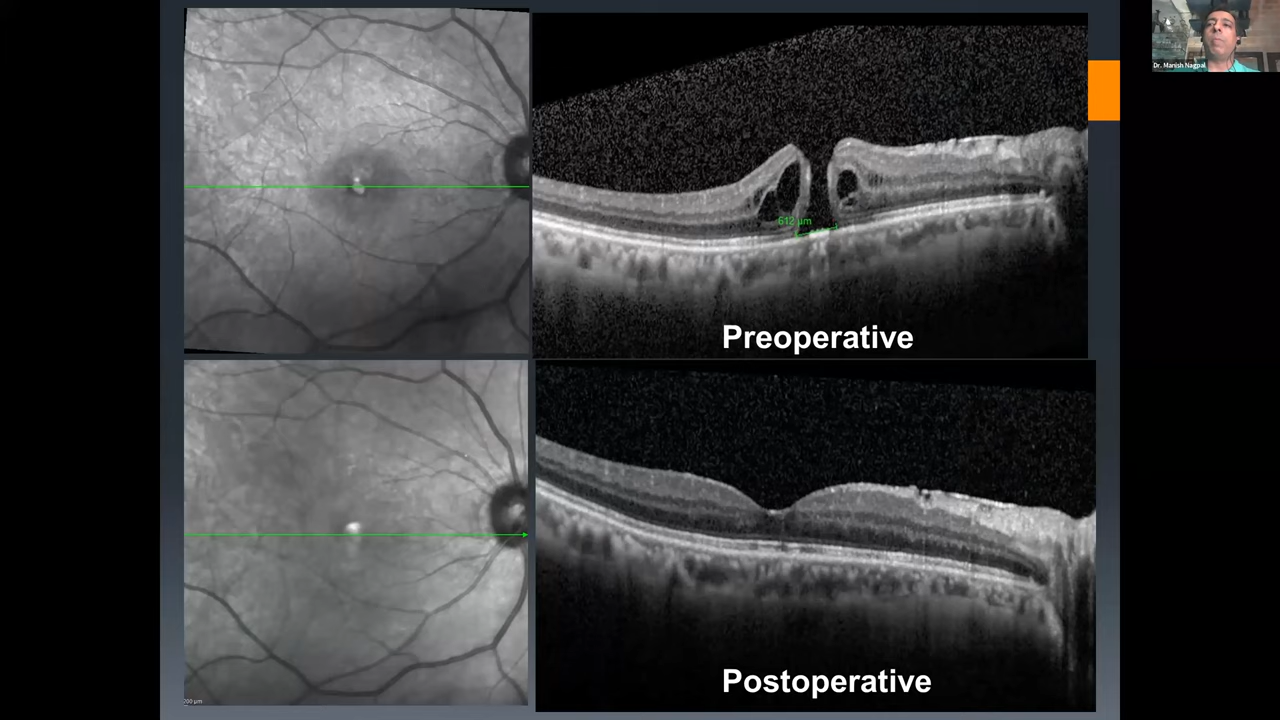 Dr. Manish Nagpal
612 µm
Preoperative
Postoperative
200 µm